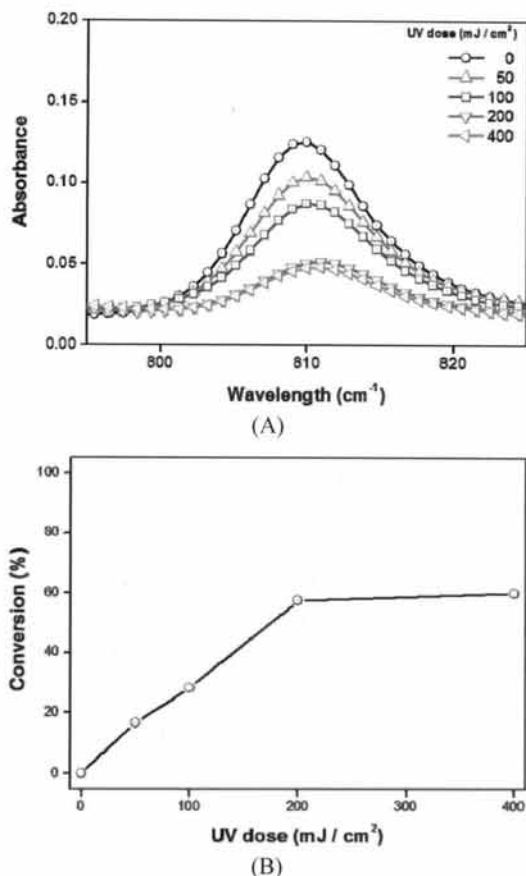 UV dose (mJ / cm²)
0
50
100
200
400
0.20
0.15
0.10
0.05
0.00
Absorbance
800 810 820
Wavelength (cm⁻¹)
(A)
100
80
60
40
20
0
Conversion (%)
0 100 200 300 400
UV dose (mJ / cm²)
(B)